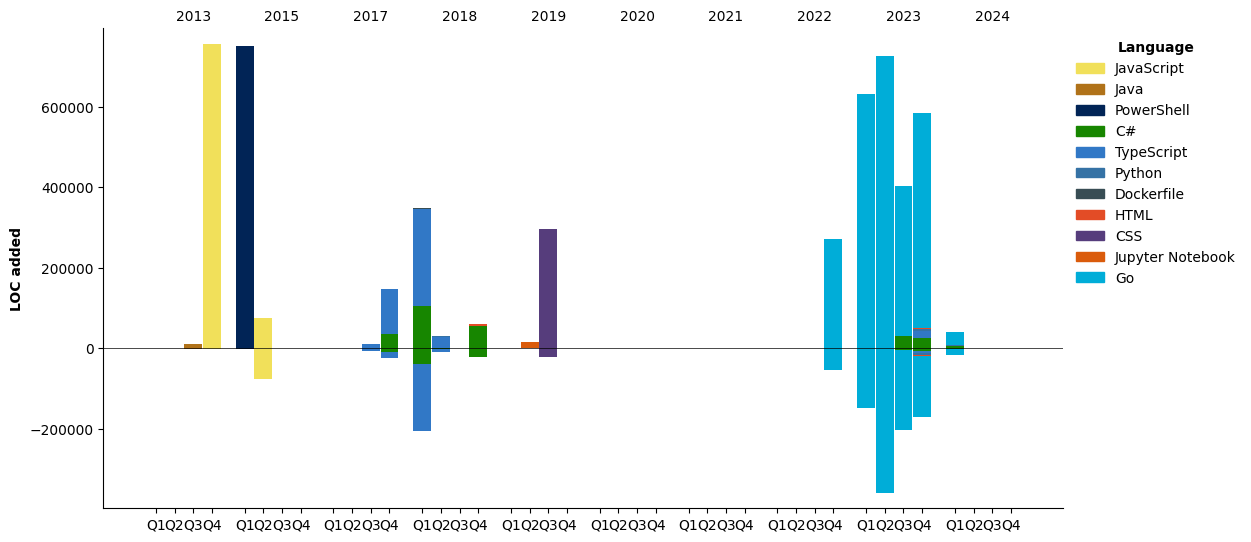 2013 2015 2017 2018 2019 2020 2021 2022 2023 2024
Language
JavaScript
Java
PowerShell
C#
TypeScript
Python
Dockerfile
HTML
CSS
Jupyter Notebook
Go
LOC added
600000
400000
200000
0
−200000
Q1Q2Q3Q4 Q1Q2Q3Q4 Q1Q2Q3Q4 Q1Q2Q3Q4 Q1Q2Q3Q4 Q1Q2Q3Q4 Q1Q2Q3Q4 Q1Q2Q3Q4 Q1Q2Q3Q4 Q1Q2Q3Q4